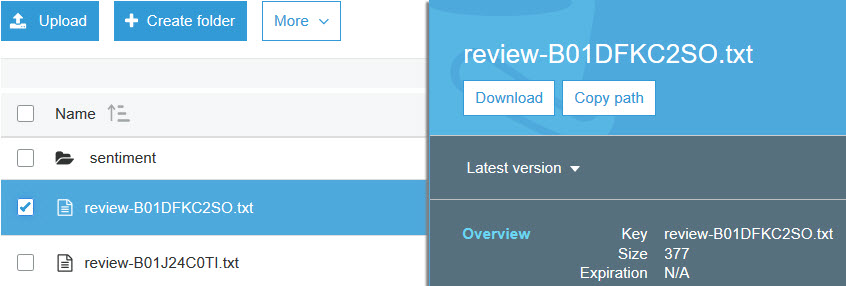 Upload
Create folder
More
Name
sentiment
review-B01DFKC2SO.txt
review-B01J24C0TI.txt
review-B01DFKC2SO.txt
Download
Copy path
Latest version
Overview
Key review-B01DFKC2SO.txt
Size 377
Expiration N/A